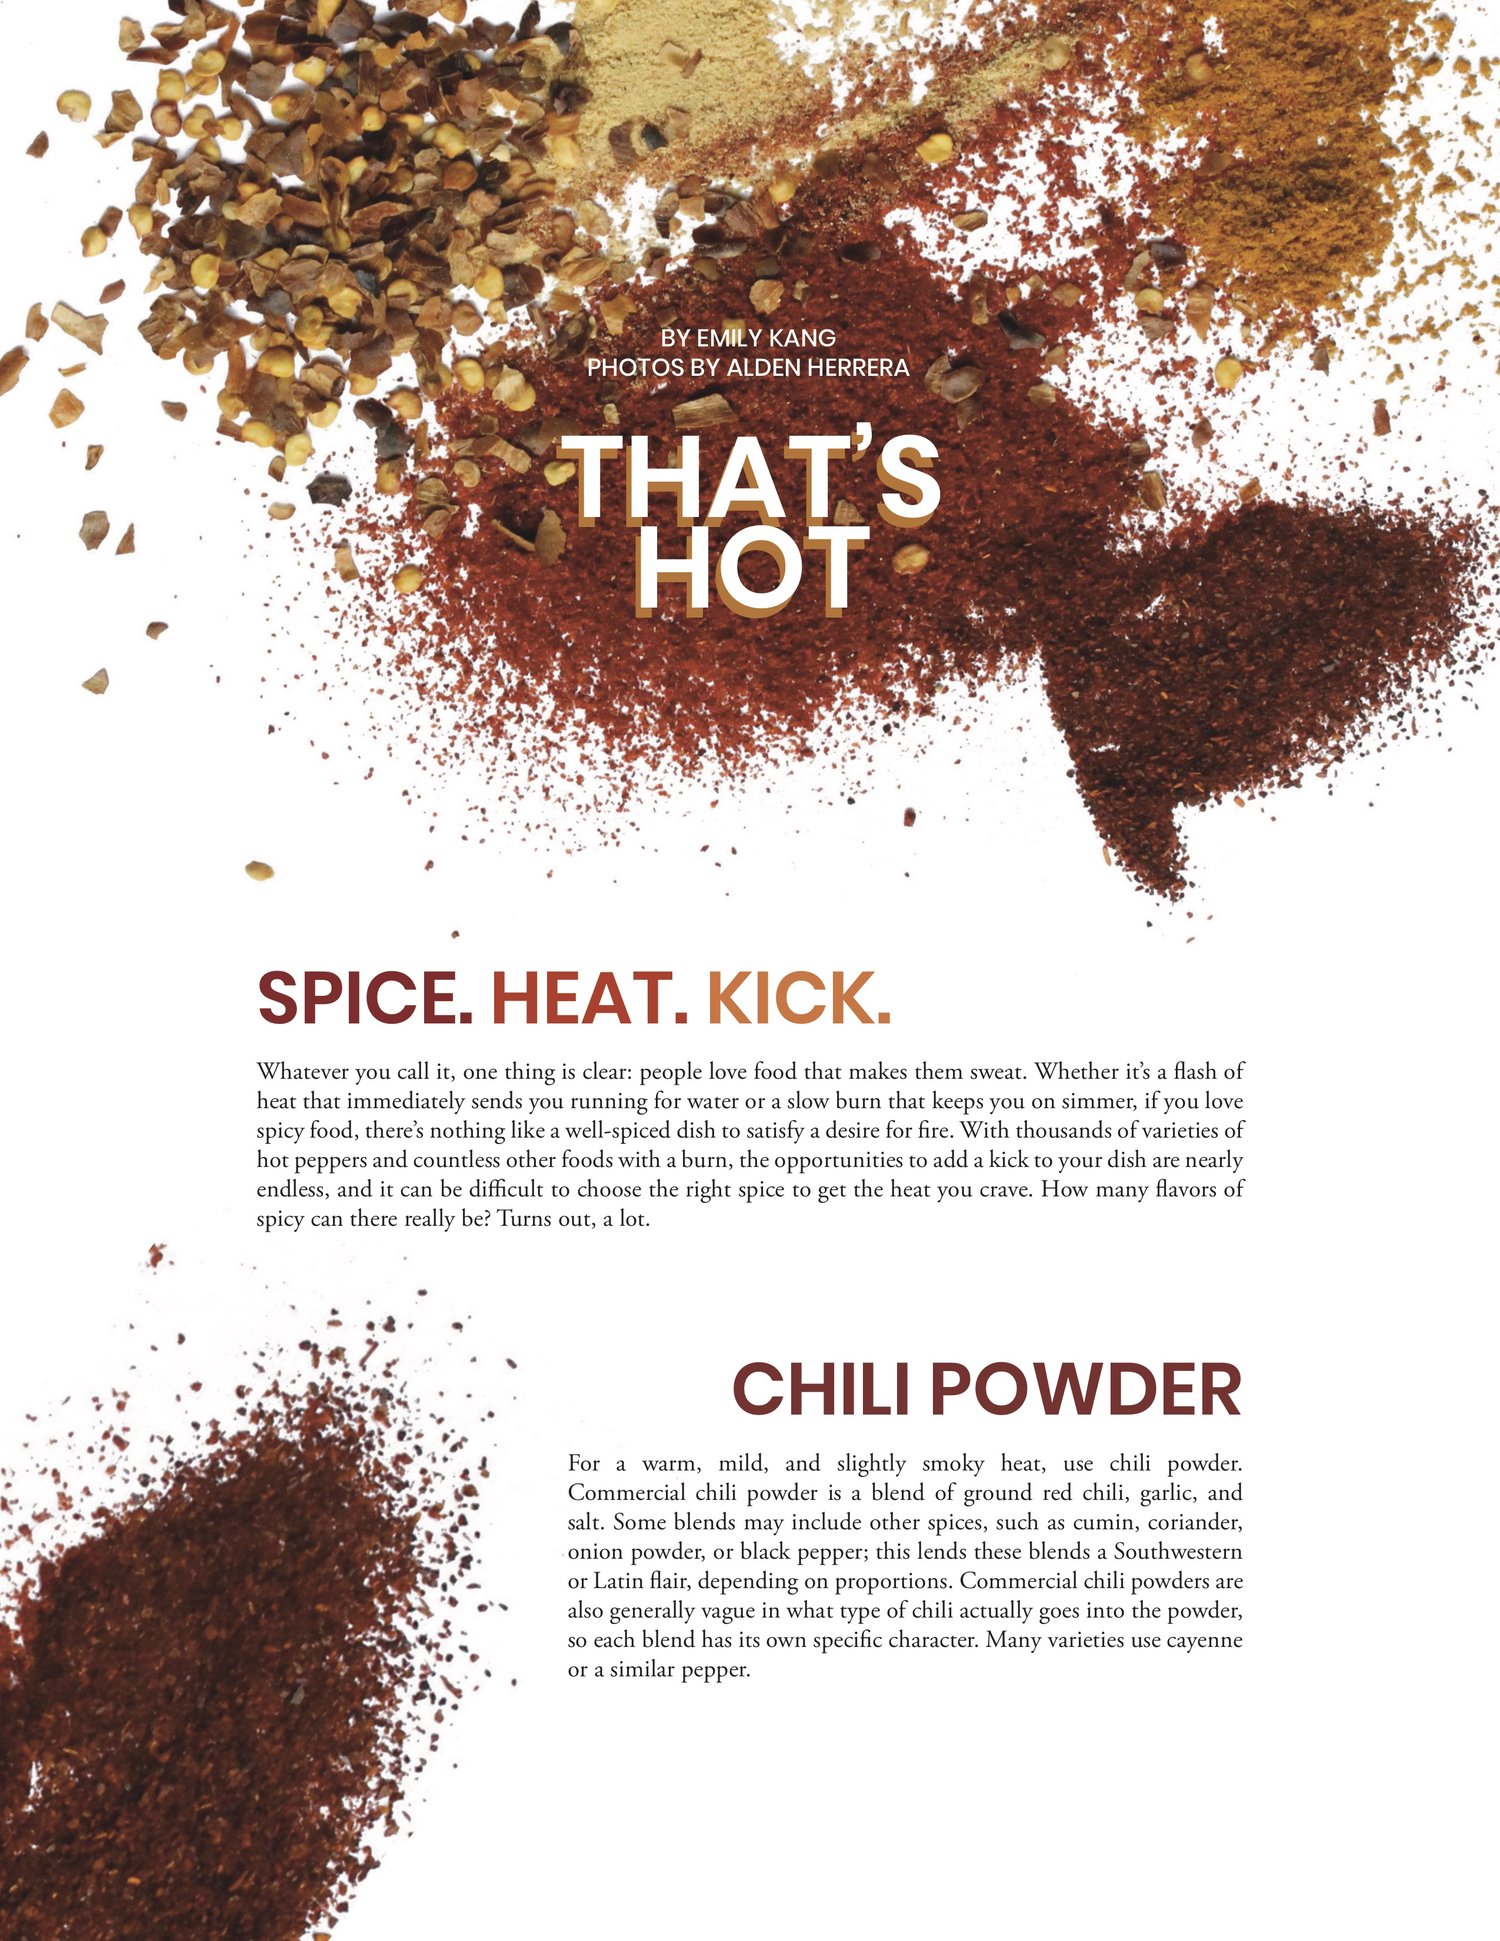 BY EMILY KANG
PHOTOS BY ALDEN HERRERA
THAT'S
HOT
SPICE. HEAT. KICK.
Whatever you call it, one thing is clear: people love food that makes them sweat. Whether it's a flash of
heat that immediately sends you running for water or a slow burn that keeps you on simmer, if you love
spicy food, there's nothing like a well-spiced dish to satisfy a desire for fire. With thousands of varieties of
hot peppers and countless other foods with a burn, the opportunities to add a kick to your dish are nearly
endless, and it can be difficult to choose the right spice to get the heat you crave. How many flavors of
spicy can there really be? Turns out, a lot.
CHILI POWDER
For a warm, mild, and slightly smoky heat, use chili powder.
Commercial chili powder is a blend of ground red chili, garlic, and
salt. Some blends may include other spices, such as cumin, coriander,
onion powder, or black pepper; this lends these blends a Southwestern
or Latin flair, depending on proportions. Commercial chili powders are
also generally vague in what type of chili actually goes into the powder,
so each blend has its own specific character. Many varieties use cayenne
or a similar pepper.